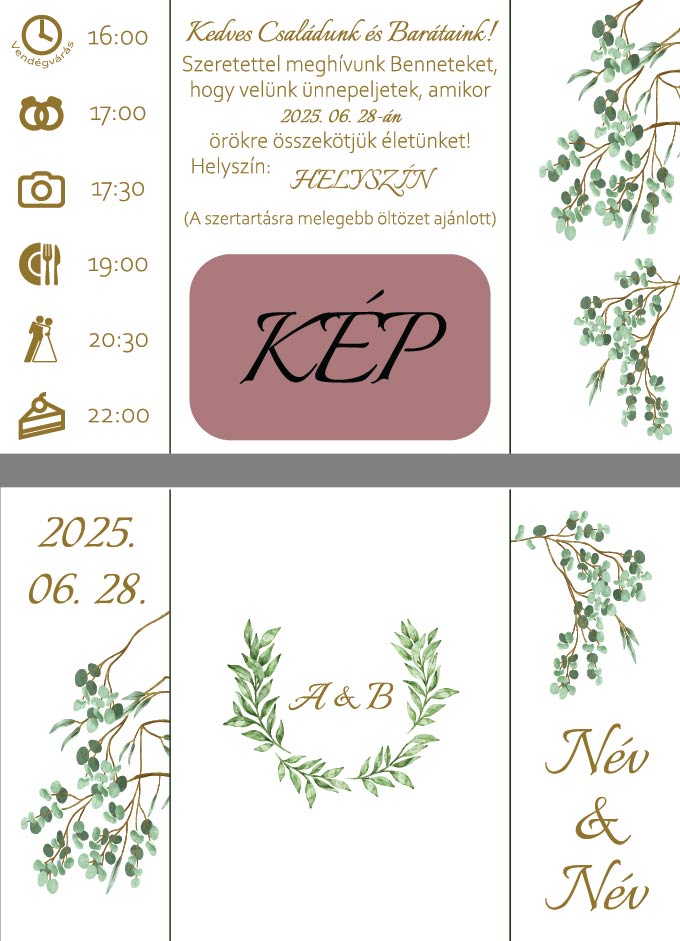 Vendégvárás
16:00
17:00
17:30
19:00
20:30
22:00
Kedves Családunk és Barátaink!
Szeretettel meghívunk Benneteket,
hogy velünk ünnepeljetek, amikor
2025. 06. 28-án
örökre összekötjük életünket!
Helyszín: HELYSZÍN
(A szertartásra melegebb öltözet ajánlott)
KÉP
2025.
06. 28.
A & B
Név
&
Név